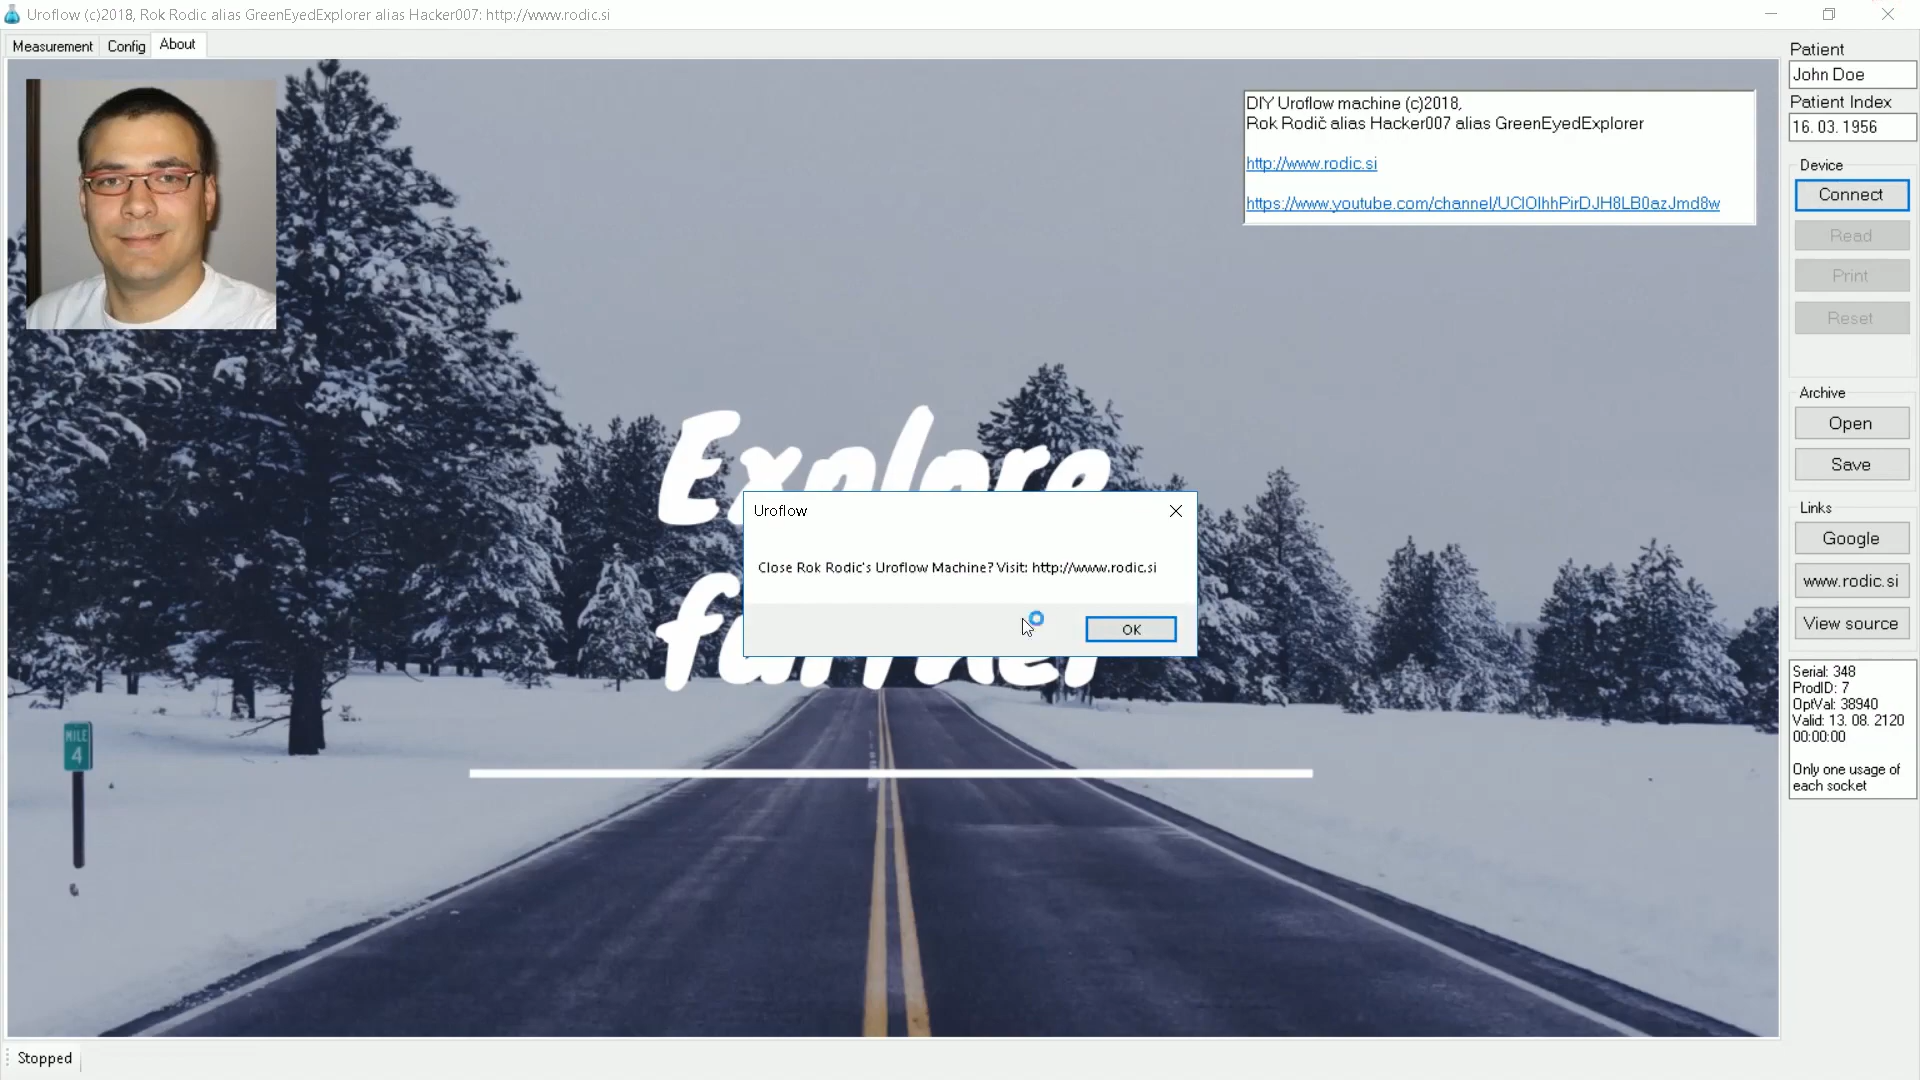 Uroflow (c)2018, Rok Rodic alias GreenEyedExplorer alias Hacker007: http://www.rodic.si
Measurement
Config
About
DIY Uroflow machine (c)2018,
Rok Rodič alias Hacker007 alias GreenEyedExplorer
http://www.rodic.si
https://www.youtube.com/channel/UClOlhhPirDJH8LB0azJmd8w
Explore
further
MILE
4
Uroflow
Close Rok Rodic's Uroflow Machine? Visit: http://www.rodic.si
OK
Patient
John Doe
Patient Index
16. 03. 1956
Device
Connect
Read
Print
Reset
Archive
Open
Save
Links
Google
www.rodic.si
View source
Serial: 348
ProdID: 7
OptVal: 38940
Valid: 13. 08. 2120
00:00:00
Only one usage of
each socket
Stopped